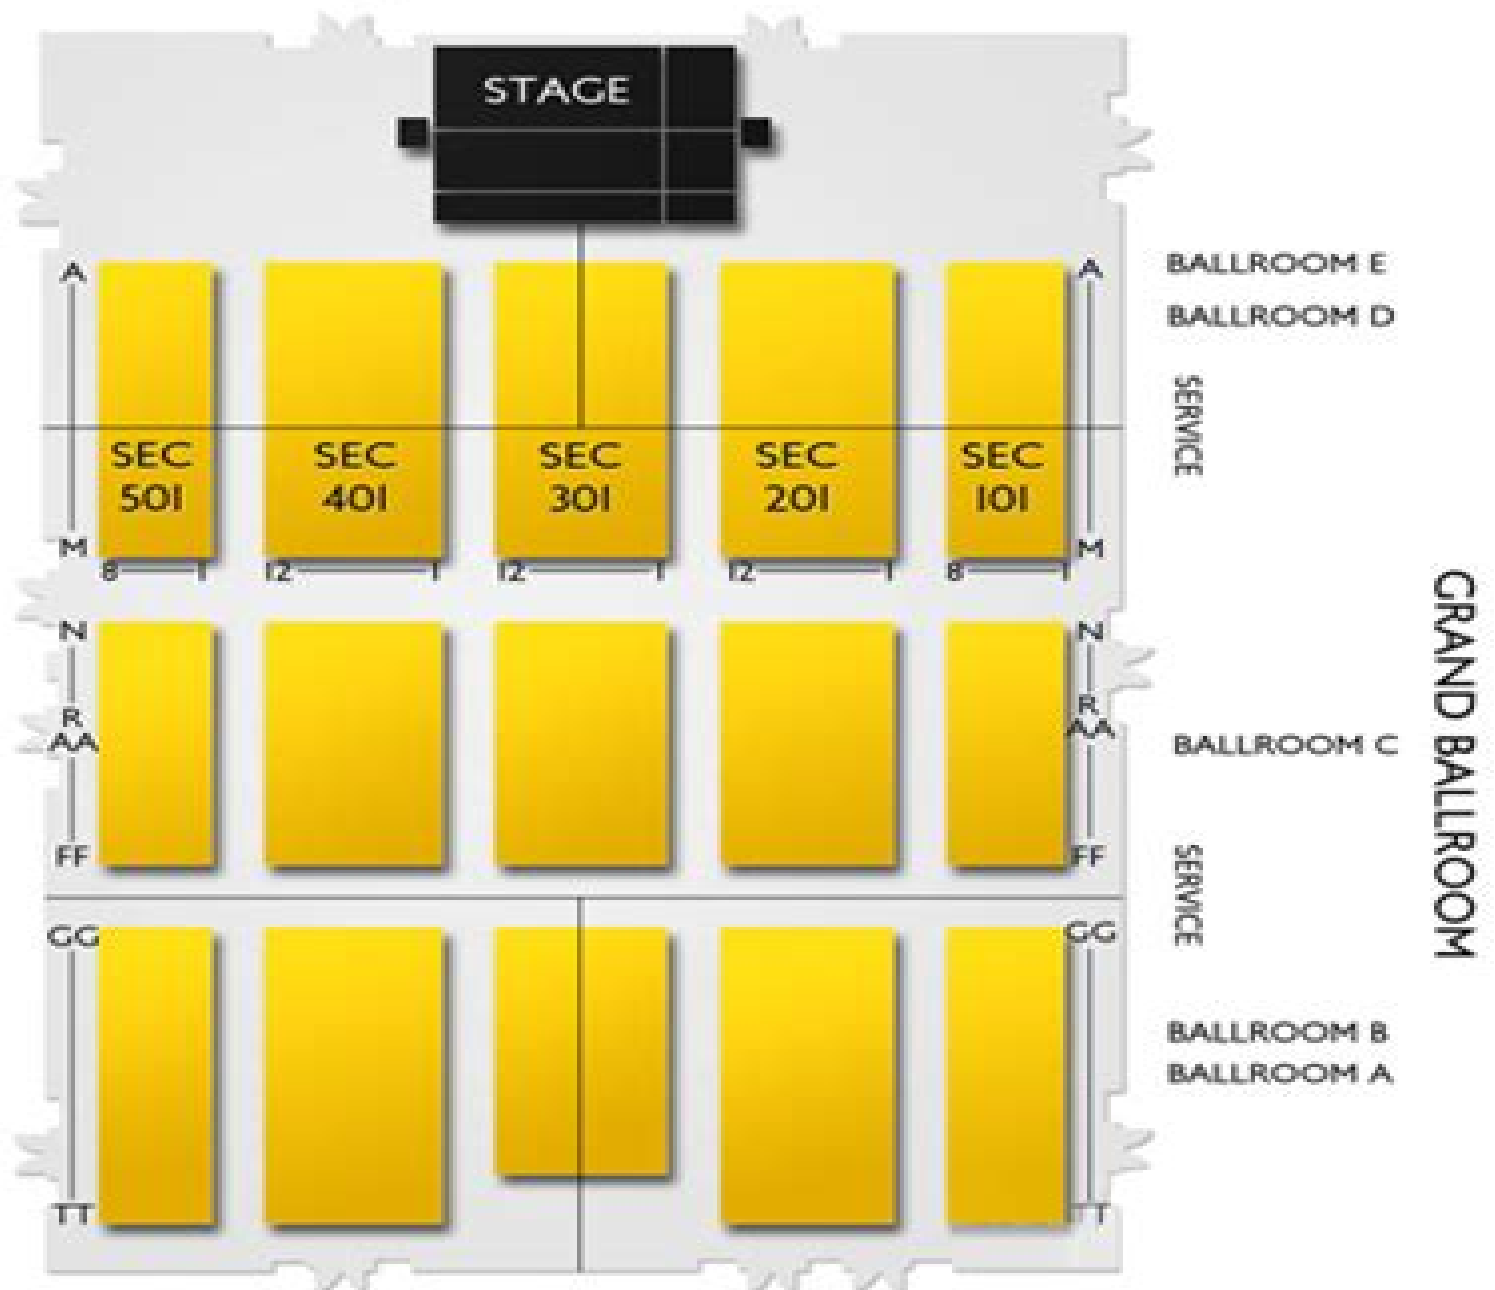 STAGE
A
A
BALLROOM E
BALLROOM D
SERVICE
SEC
501
SEC
401
SEC
301
SEC
201
SEC
101
M
M
8 1
12 1
12 1
12 1
8 1
N
N
R
R
AA
AA
BALLROOM C
GRAND BALLROOM
FF
FF
SERVICE
GG
GG
BALLROOM B
BALLROOM A
TT
TT